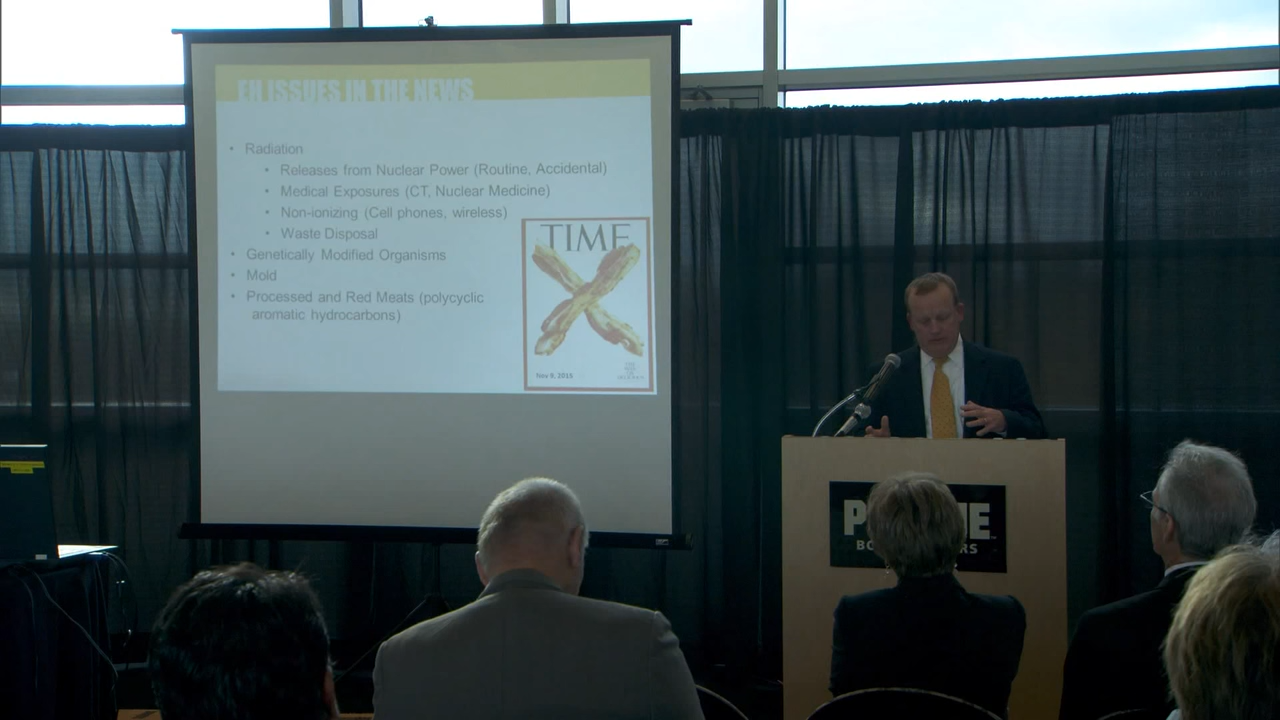 EH ISSUES IN THE NEWS
• Radiation
• Releases from Nuclear Power (Routine, Accidental)
• Medical Exposures (CT, Nuclear Medicine)
• Non-ionizing (Cell phones, wireless)
• Waste Disposal
• Genetically Modified Organisms
• Mold
• Processed and Red Meats (polycyclic
aromatic hydrocarbons)
TIME
Nov 9, 2015